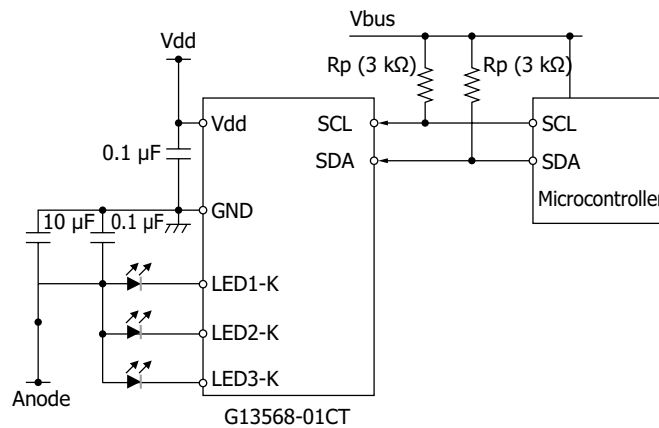 Vbus
Vdd
Rp (3 kΩ)
Rp (3 kΩ)
Vdd
SCL
SCL
0.1 µF
SDA
SDA
Microcontroller
GND
10 µF
0.1 µF
LED1-K
LED2-K
LED3-K
Anode
G13568-01CT